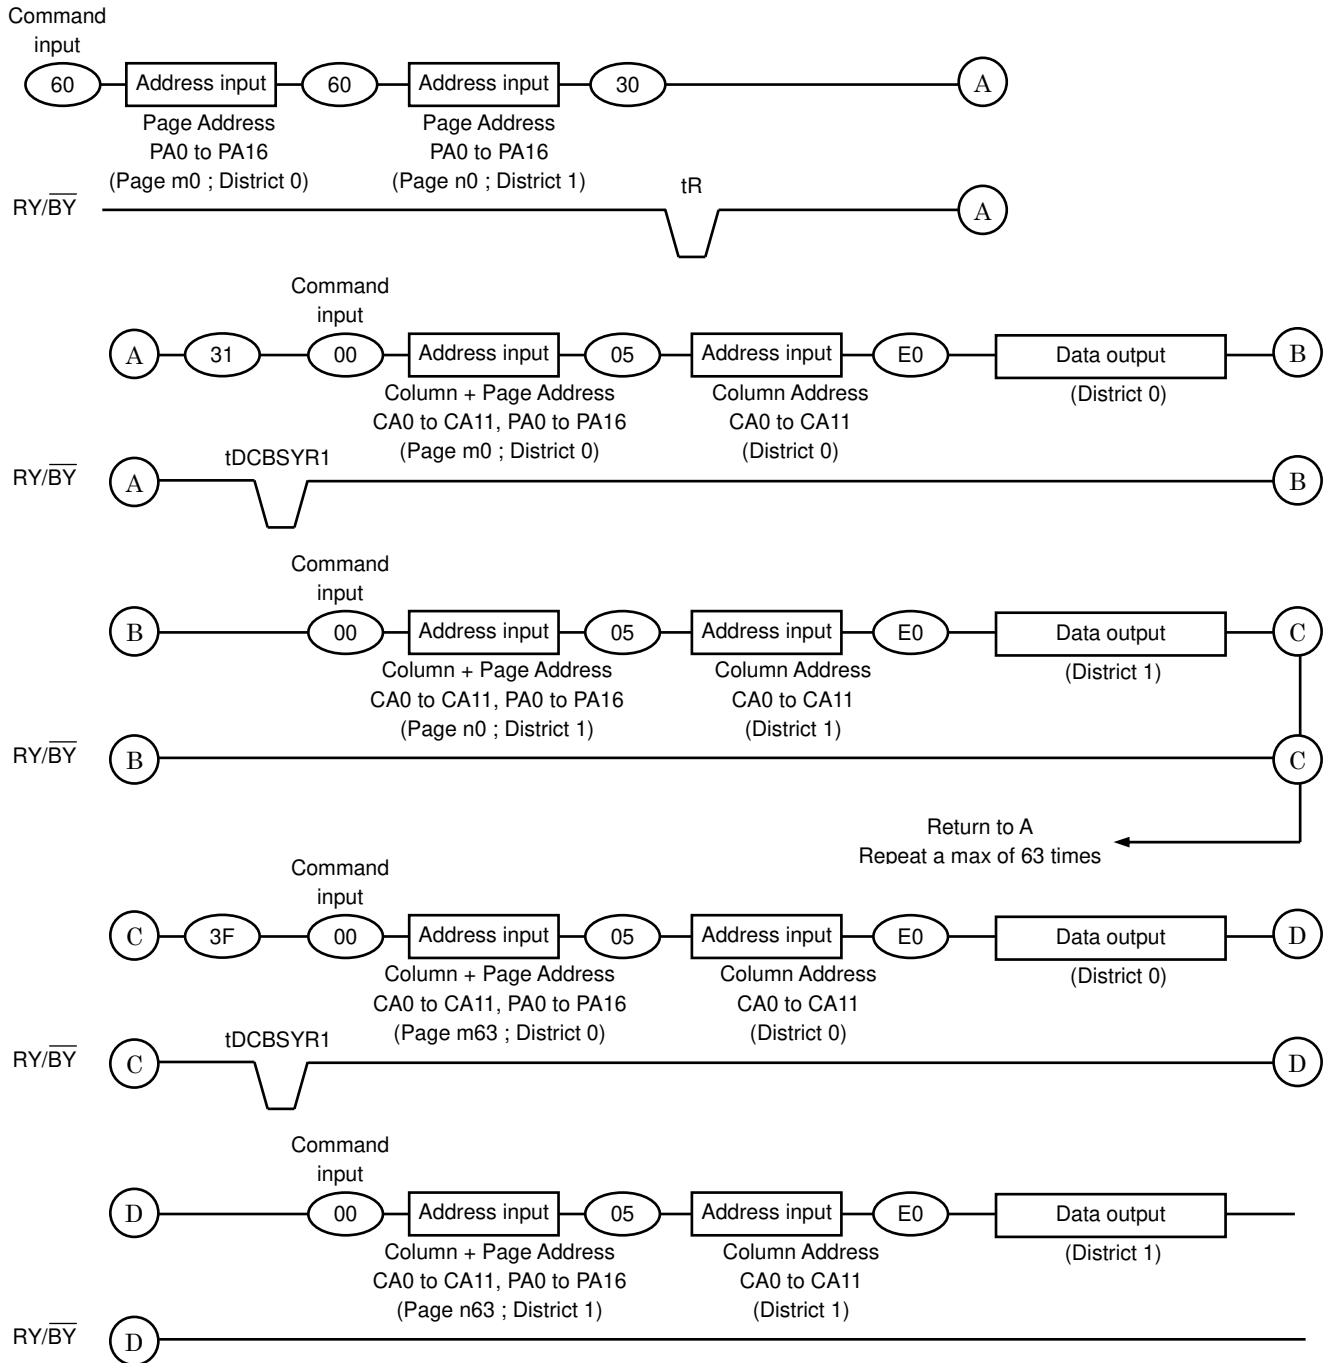 Command
input
60 Address input 60 Address input 30 A
Page Address Page Address
PA0 to PA16 PA0 to PA16
(Page m0 ; District 0) (Page n0 ; District 1) tR
RY/BY A
Command
input
A 31 00 Address input 05 Address input E0 Data output B
Column + Page Address Column Address (District 0)
CA0 to CA11, PA0 to PA16 CA0 to CA11
(Page m0 ; District 0) (District 0)
tDCBSYR1
RY/BY A B
Command
input
B 00 Address input 05 Address input E0 Data output C
Column + Page Address Column Address (District 1)
CA0 to CA11, PA0 to PA16 CA0 to CA11
(Page n0 ; District 1) (District 1)
RY/BY B C
Return to A
Repeat a max of 63 times
Command
input
C 3F 00 Address input 05 Address input E0 Data output D
Column + Page Address Column Address (District 0)
CA0 to CA11, PA0 to PA16 CA0 to CA11
(Page m63 ; District 0) (District 0)
tDCBSYR1
RY/BY C D
Command
input
D 00 Address input 05 Address input E0 Data output
Column + Page Address Column Address (District 1)
CA0 to CA11, PA0 to PA16 CA0 to CA11
(Page n63 ; District 1) (District 1)
RY/BY D